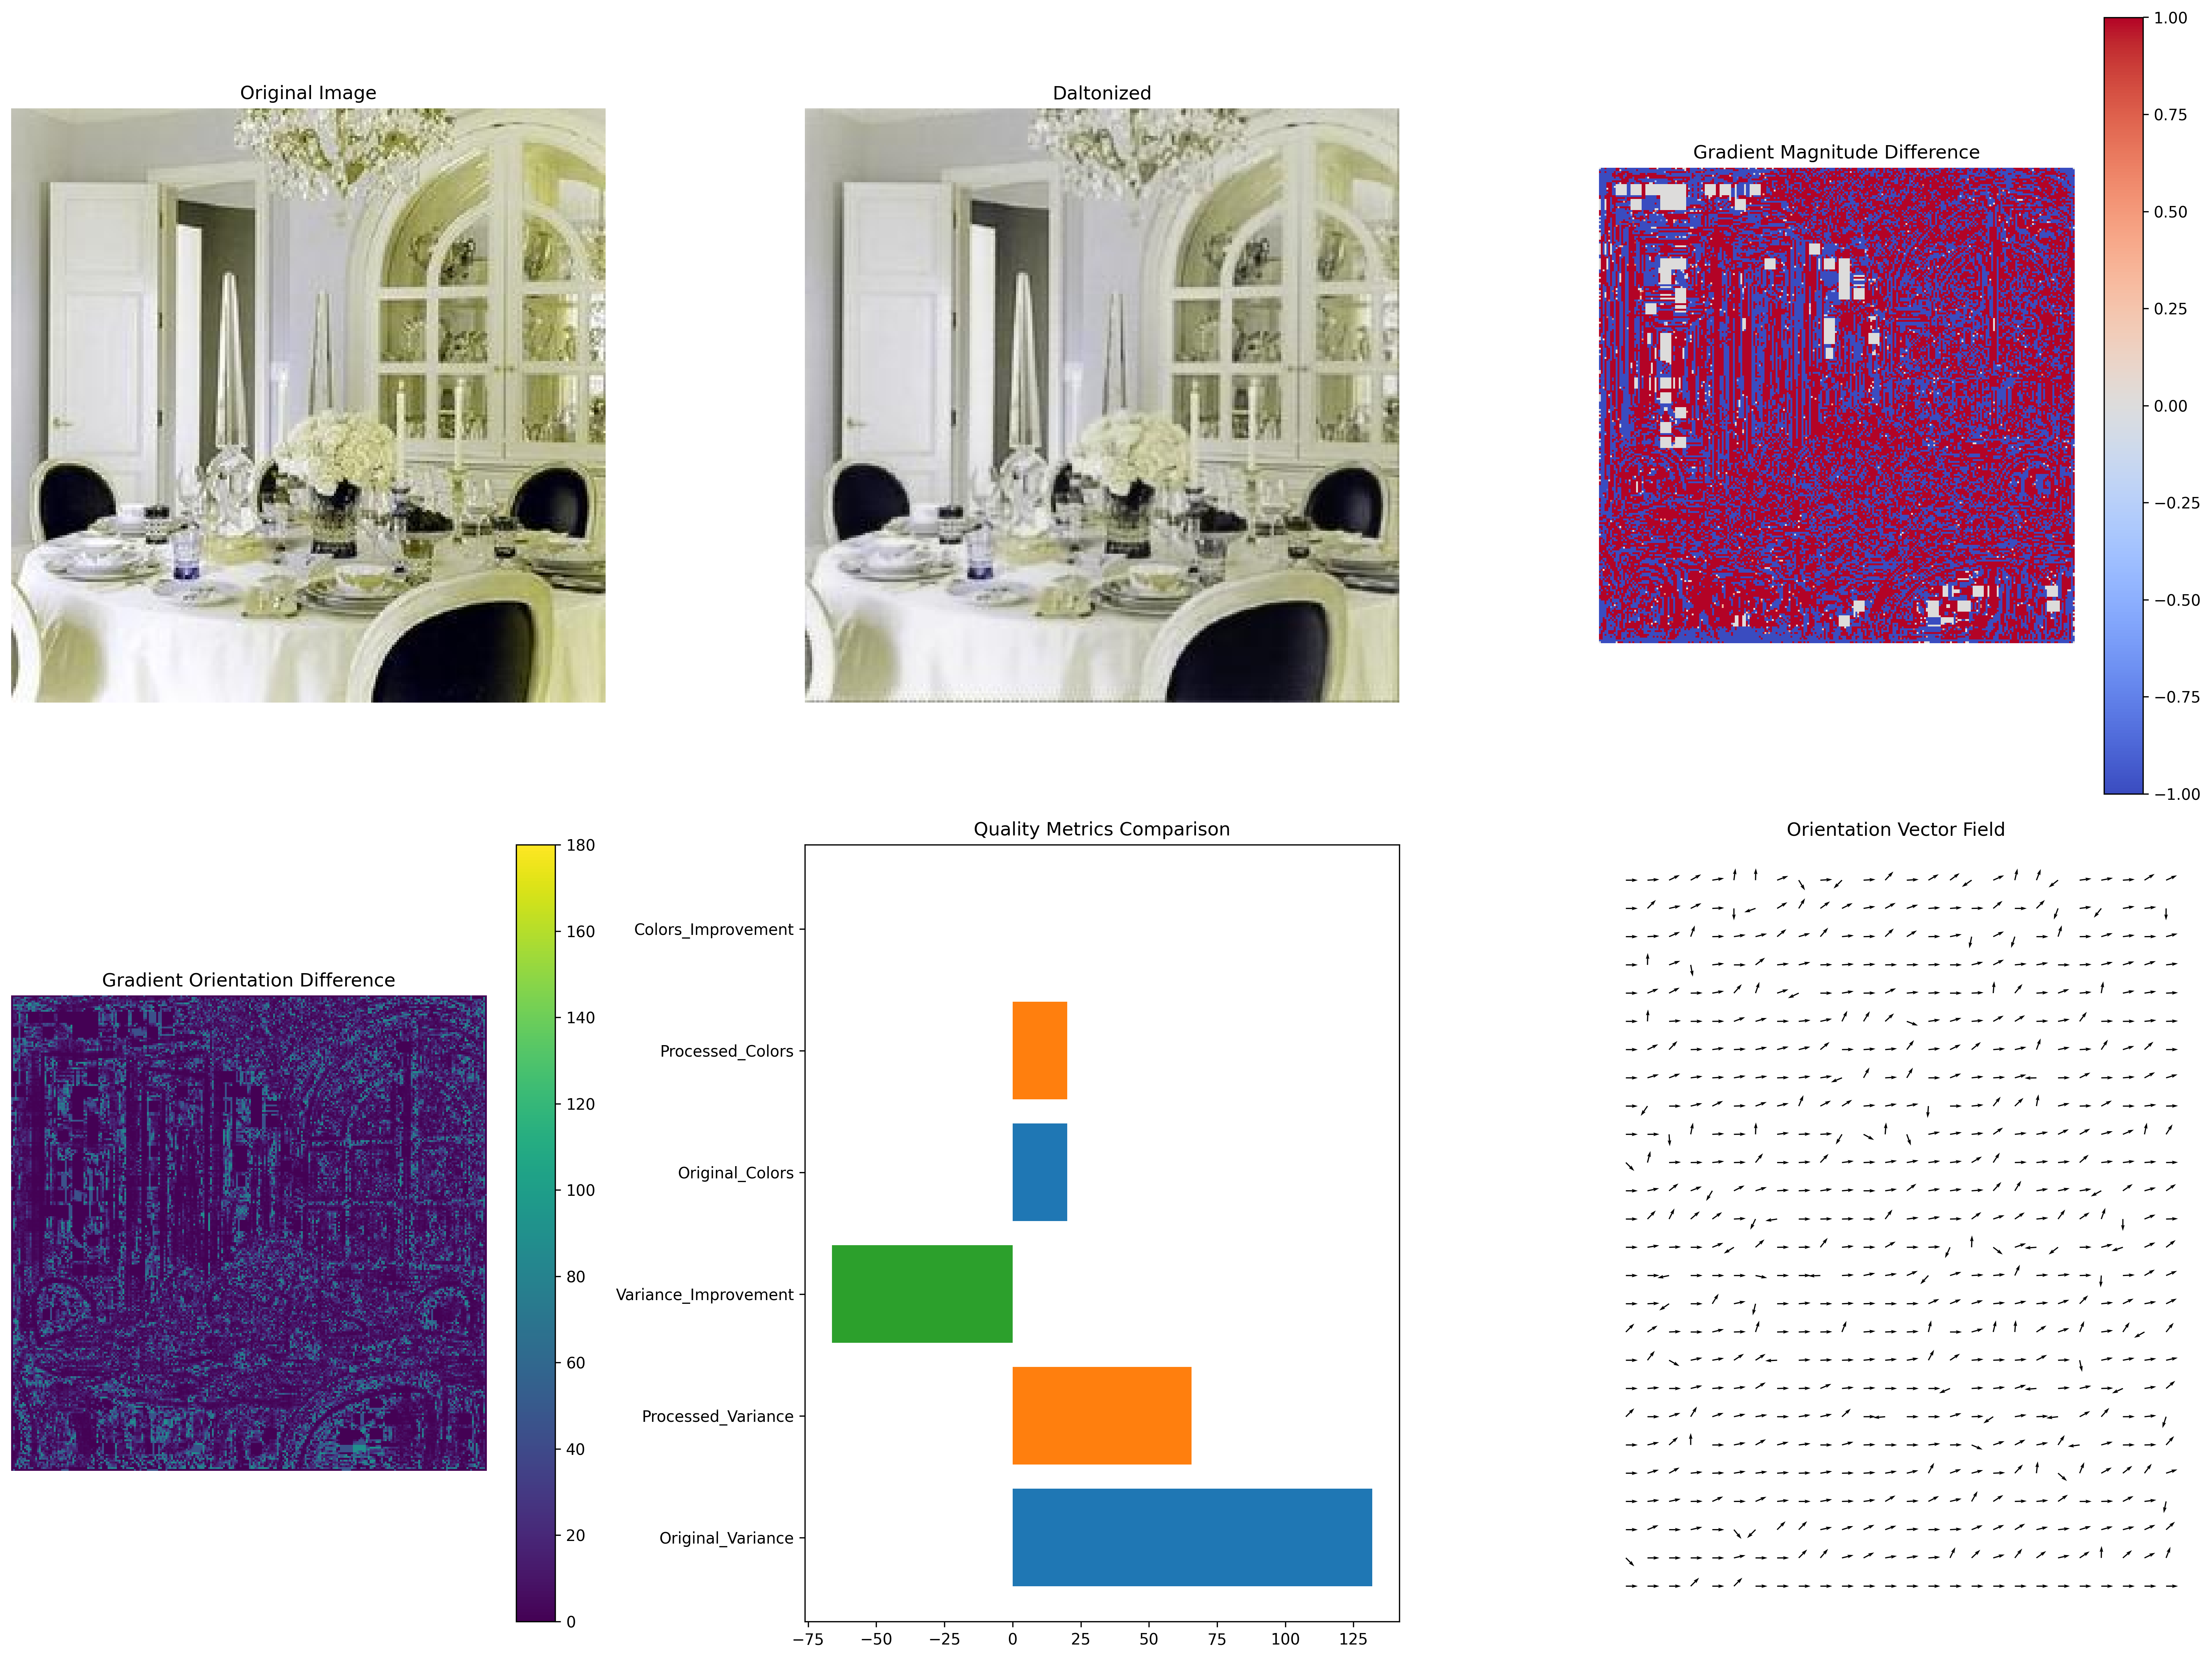 Original Image
Daltonized
Gradient Magnitude Difference
1.00
0.75
0.50
0.25
0.00
−0.25
−0.50
−0.75
−1.00
Gradient Orientation Difference
180
160
140
120
100
80
60
40
20
0
Quality Metrics Comparison
Colors_Improvement
Processed_Colors
Original_Colors
Variance_Improvement
Processed_Variance
Original_Variance
−75 −50 −25 0 25 50 75 100 125
Orientation Vector Field